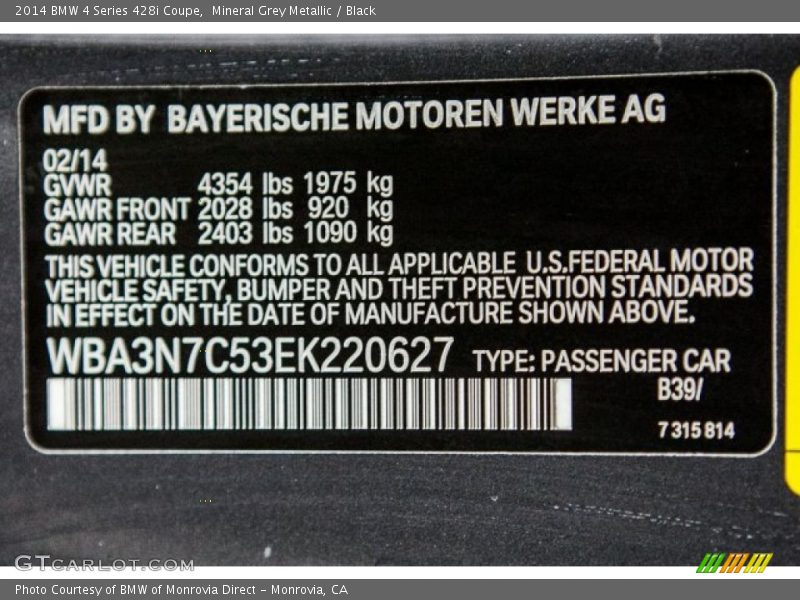 2014 BMW 4 Series 428i Coupe,  Mineral Grey Metallic / Black
MFD BY BAYERISCHE MOTOREN WERKE AG
02/14
GVWR 4354 lbs 1975 kg
GAWR FRONT 2028 lbs 920 kg
GAWR REAR 2403 lbs 1090 kg
THIS VEHICLE CONFORMS TO ALL APPLICABLE U.S.FEDERAL MOTOR
VEHICLE SAFETY, BUMPER AND THEFT PREVENTION STANDARDS
IN EFFECT ON THE DATE OF MANUFACTURE SHOWN ABOVE.
WBA3N7C53EK220627 TYPE: PASSENGER CAR
B39/
7 315 814
GTCARLOT.COM
Photo Courtesy of BMW of Monrovia Direct - Monrovia, CA